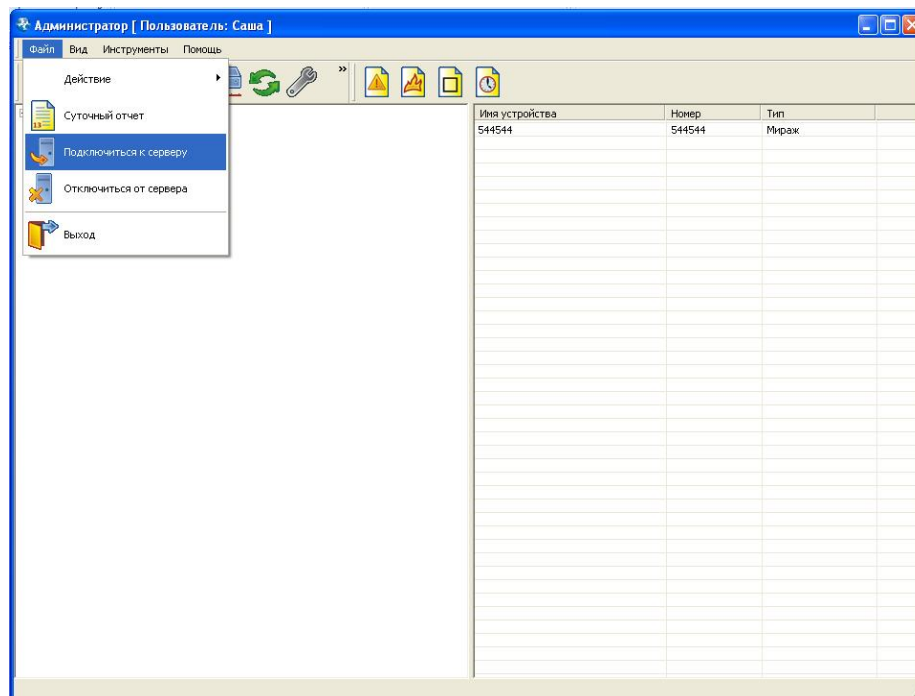 Администратор [ Пользователь: Саша ]
Файл Вид Инструменты Помощь
Действие
13
Суточный отчет
Подключиться к серверу
Отключиться от сервера
Выход
»
Имя устройства Номер Тип
544544 544544 Мираж